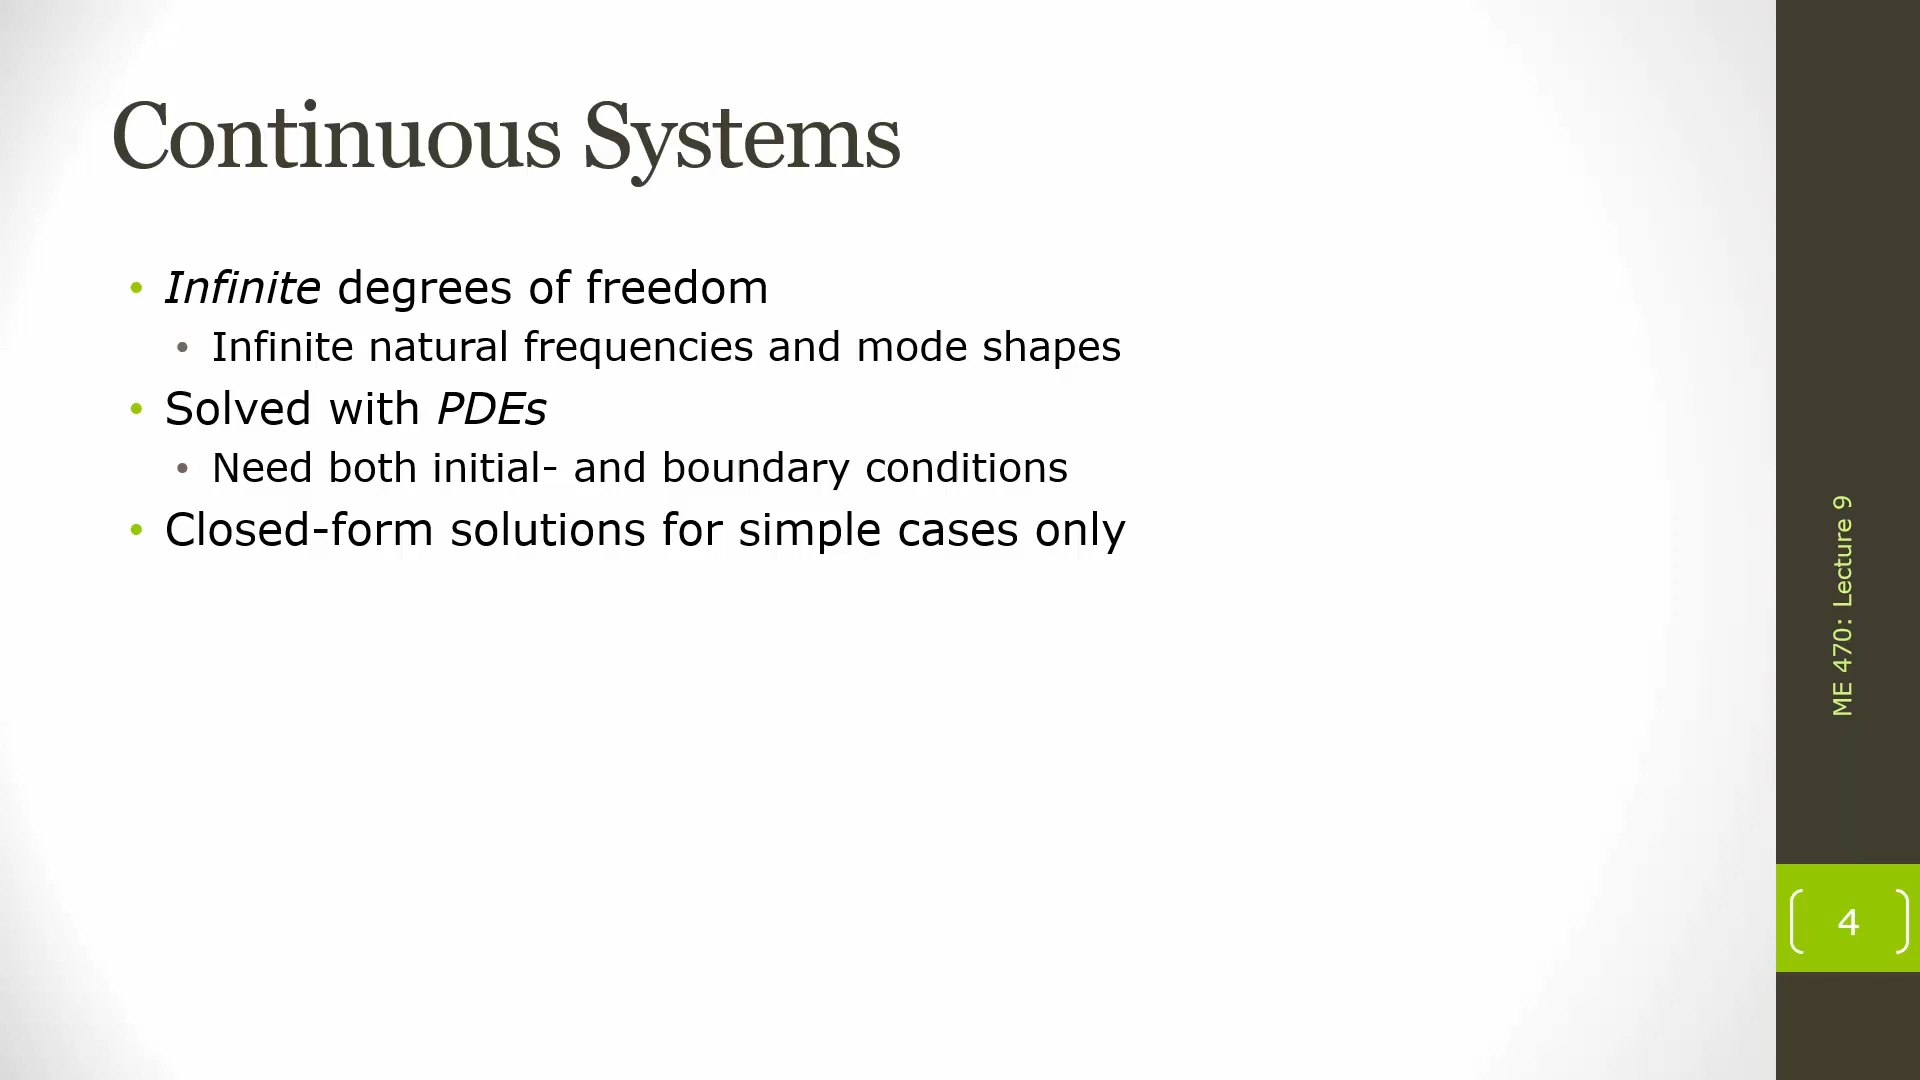 Continuous Systems
• Infinite degrees of freedom
• Infinite natural frequencies and mode shapes
• Solved with PDEs
• Need both initial- and boundary conditions
• Closed-form solutions for simple cases only
ME 470: Lecture 9
4